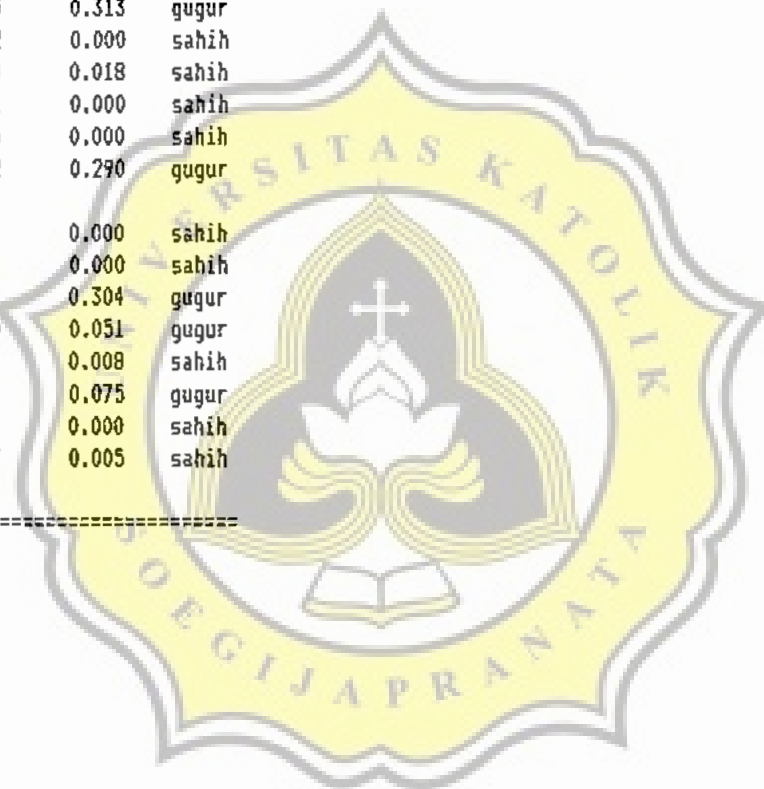 0.313 gugur
0.000 sahih
0.018 sahih
0.000 sahih
0.000 sahih
0.290 gugur
0.000 sahih
0.000 sahih
0.304 gugur
0.051 gugur
0.008 sahih
0.075 gugur
0.000 sahih
0.005 sahih
====================
UNIVERSITAS KATOLIK
SOEGIJAPRANATA